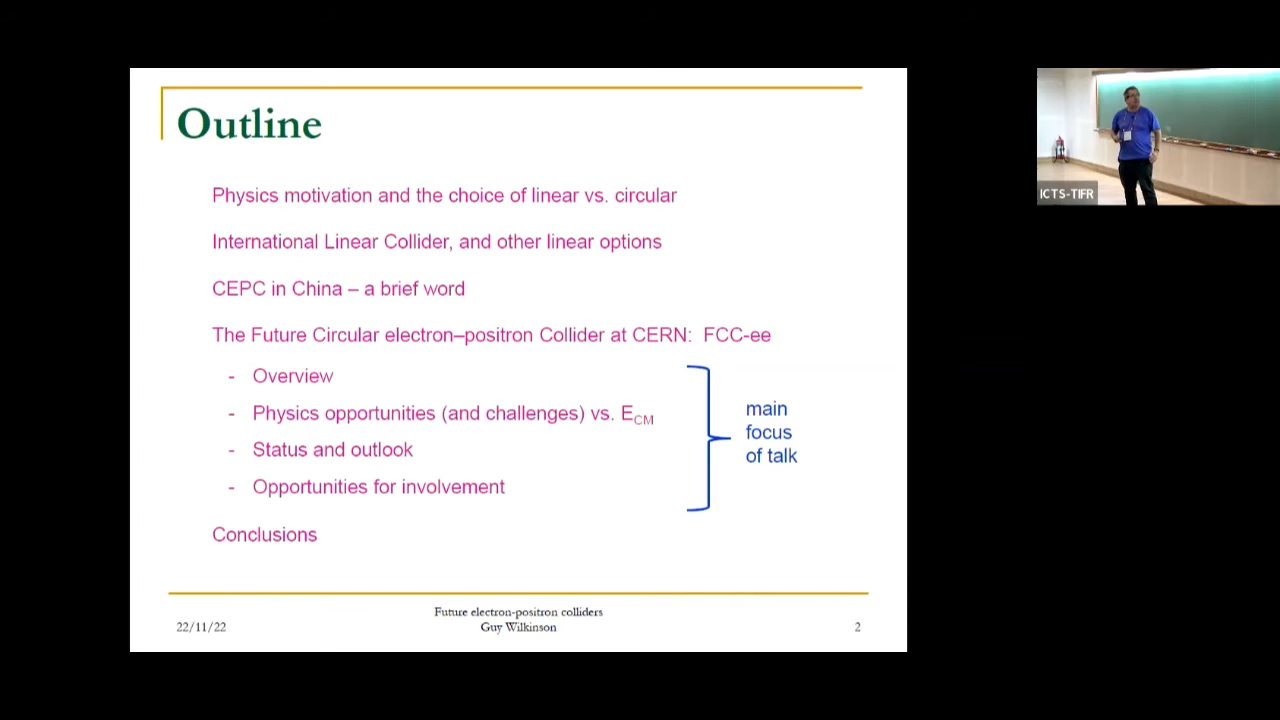 Outline
Physics motivation and the choice of linear vs. circular
International Linear Collider, and other linear options
CEPC in China – a brief word
The Future Circular electron–positron Collider at CERN:  FCC-ee
- Overview
- Physics opportunities (and challenges) vs. E_CM
- Status and outlook
- Opportunities for involvement
main
focus
of talk
Conclusions
Future electron-positron colliders
22/11/22
Guy Wilkinson
2
ICTS-TIFR